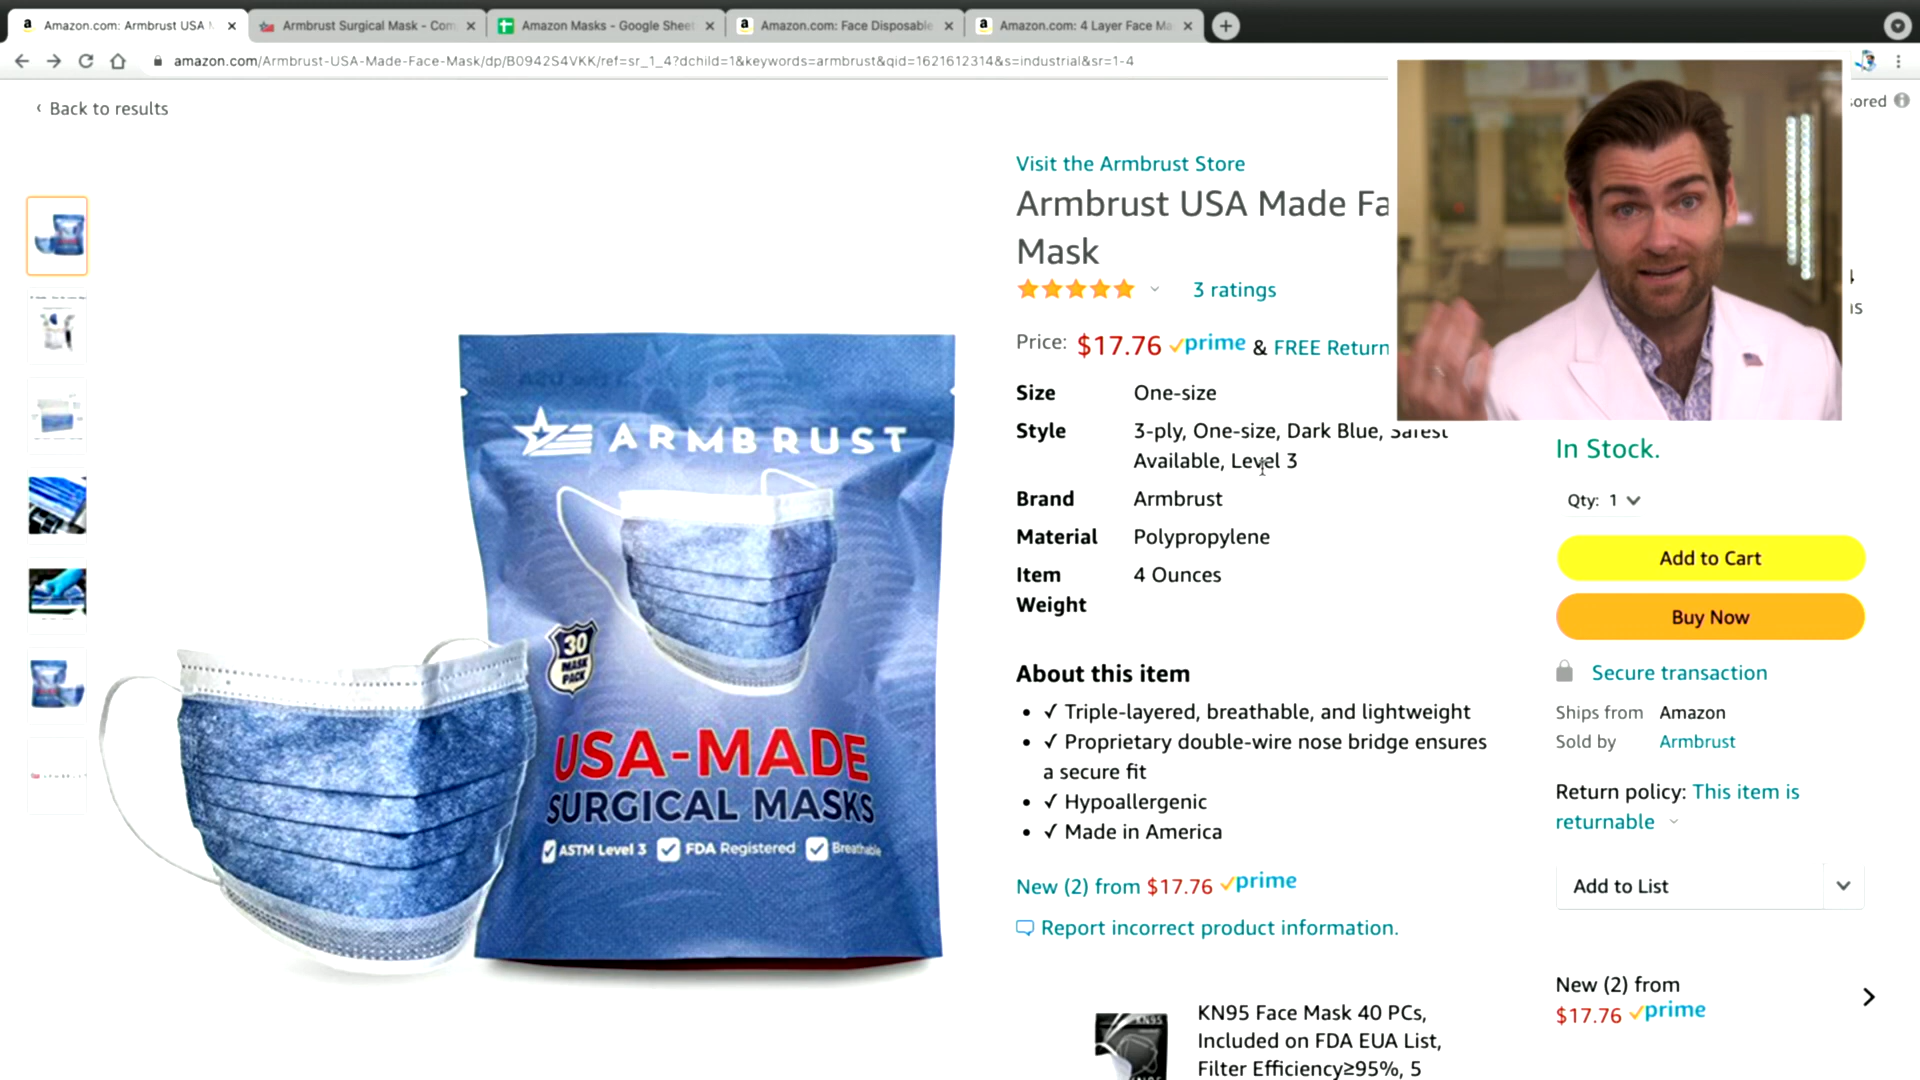 Amazon.com: Armbrust USA
Armbrust Surgical Mask - Com
Amazon Masks - Google Sheet
Amazon.com: Face Disposable
Amazon.com: 4 Layer Face Ma
amazon.com/Armbrust-USA-Made-Face-Mask/dp/B0942S4VKK/ref=sr_1_4?dchild=1&keywords=armbrust&qid=1621612314&s=industrial&sr=1-4
‹ Back to results
Visit the Armbrust Store
Armbrust USA Made Fa
Mask
3 ratings
Price: $17.76 prime & FREE Return
Size One-size
Style 3-ply, One-size, Dark Blue, Safest
Available, Level 3
Brand Armbrust
Material Polypropylene
Item 4 Ounces
Weight
About this item
• ✓ Triple-layered, breathable, and lightweight
• ✓ Proprietary double-wire nose bridge ensures
a secure fit
• ✓ Hypoallergenic
• ✓ Made in America
New (2) from $17.76 prime
Report incorrect product information.
KN95 Face Mask 40 PCs,
Included on FDA EUA List,
Filter Efficiency≥95%, 5
ARMBRUST
30
MASK
PACK
USA-MADE
SURGICAL MASKS
ASTM Level 3 FDA Registered Breathable
KN95
ored
In Stock.
Qty: 1
Add to Cart
Buy Now
Secure transaction
Ships from Amazon
Sold by Armbrust
Return policy: This item is
returnable
Add to List
New (2) from
$17.76 prime